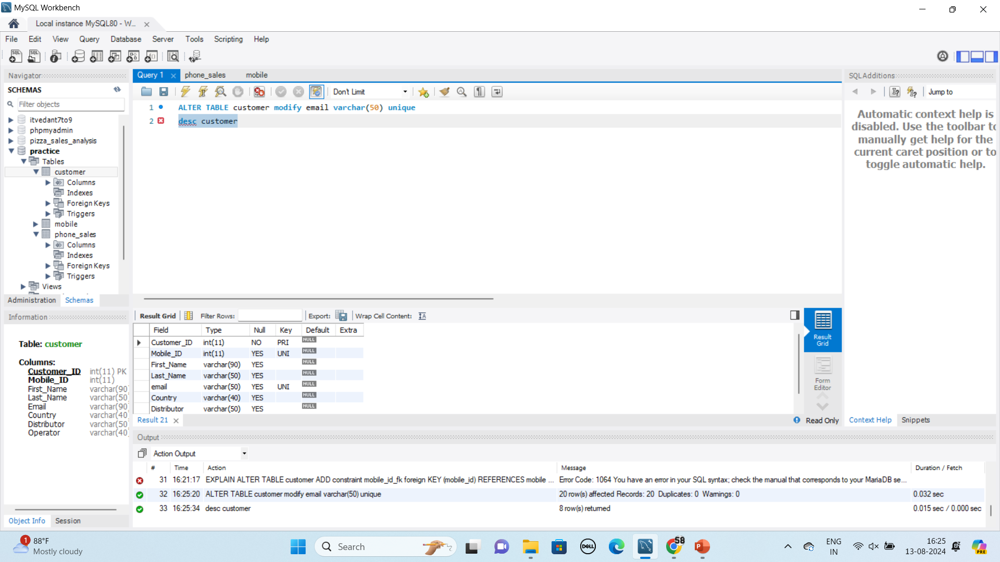 MySQL Workbench
Local instance MySQL80 - W...
File Edit View Query Database Server Tools Scripting Help
Navigator
SCHEMAS
Filter objects
itvedant7to9
phpmyadmin
pizza_sales_analysis
practice
Tables
customer
Columns
Indexes
Foreign Keys
Triggers
mobile
phone_sales
Columns
Indexes
Foreign Keys
Triggers
Views
Administration Schemas
Information
Table: customer
Columns:
Customer_ID int(11) PK
Mobile_ID int(11)
First_Name varchar(90)
Last_Name varchar(50)
Email varchar(90)
Country varchar(40)
Distributor varchar(50)
Operator varchar(40)
Object Info Session
Query 1 phone_sales mobile
Don't Limit
1 ALTER TABLE customer modify email varchar(50) unique
2 desc customer
Result Grid Filter Rows: Export: Wrap Cell Content:
Field Type Null Key Default Extra
Customer_ID int(11) NO PRI NULL
Mobile_ID int(11) YES UNI NULL
First_Name varchar(90) YES NULL
Last_Name varchar(50) YES NULL
email varchar(50) YES UNI NULL
Country varchar(40) YES NULL
Distributor varchar(50) YES NULL
Result Grid
Form Editor
Result 21
Read Only
SQLAdditions
Jump to
Automatic context help is
disabled. Use the toolbar to
manually get help for the
current caret position or to
toggle automatic help.
Context Help Snippets
Output
Action Output
# Time Action Message Duration / Fetch
31 16:21:17 EXPLAIN ALTER TABLE customer ADD constraint mobile_id_fk foreign KEY (mobile_id) REFERENCES mobile ... Error Code: 1064 You have an error in your SQL syntax; check the manual that corresponds to your MariaDB se...
32 16:25:20 ALTER TABLE customer modify email varchar(50) unique 20 row(s) affected Records: 20 Duplicates: 0 Warnings: 0 0.032 sec
33 16:25:34 desc customer 8 row(s) returned 0.015 sec / 0.000 sec
1
88°F
Mostly cloudy
Search
DELL
58
ENG
IN
16:25
13-08-2024
PRE